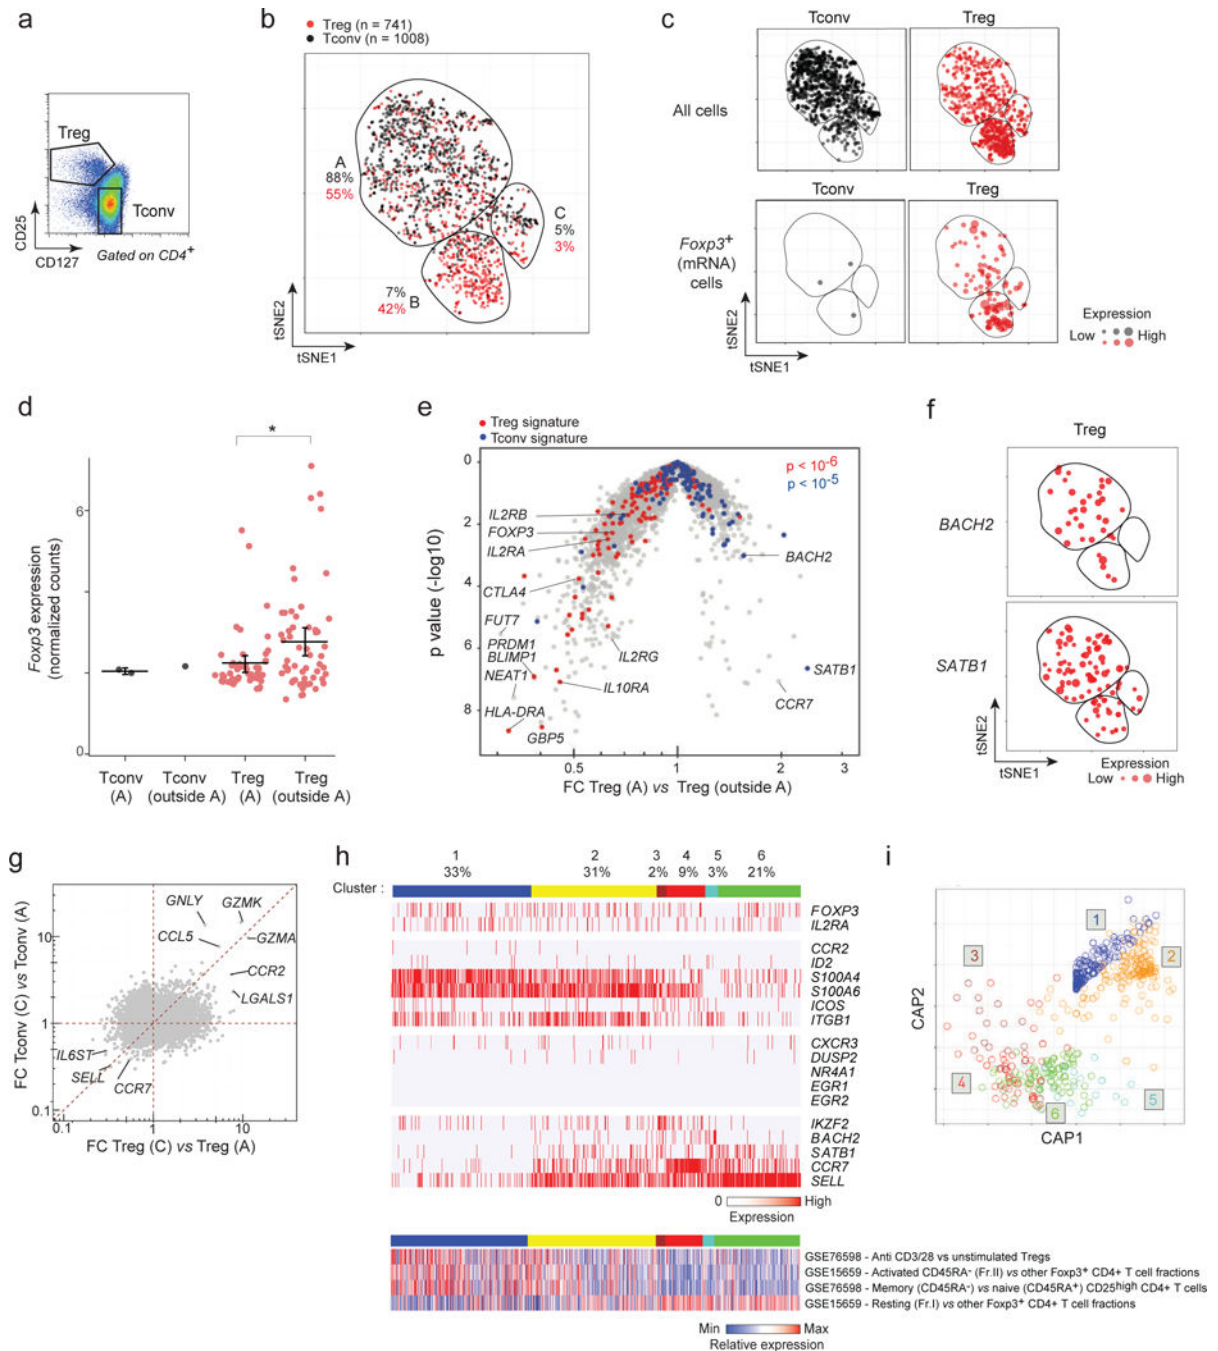 a
Treg
Tconv
CD25
CD127
Gated on CD4+
b
Treg (n = 741)
Tconv (n = 1008)
A
88%
55%
C
5%
3%
7%
42%
B
tSNE2
tSNE1
c
Tconv
Treg
All cells
Tconv
Treg
Foxp3+
(mRNA)
cells
tSNE2
tSNE1
Expression
Low
High
d
*
Foxp3 expression
(normalized counts)
6
2
0
Tconv
(A)
Tconv
(outside A)
Treg
(A)
Treg
(outside A)
e
Treg signature
Tconv signature
p < 10-6
p < 10-5
p value (-log10)
0
2
4
6
8
IL2RB
FOXP3
IL2RA
CTLA4
FUT7
PRDM1
BLIMP1
NEAT1
HLA-DRA
GBP5
IL10RA
IL2RG
BACH2
SATB1
CCR7
0.5
1
2
3
FC Treg (A) vs Treg (outside A)
f
Treg
BACH2
SATB1
tSNE2
tSNE1
Expression
Low
High
g
FC Tconv (C) vs Tconv (A)
10
1
0.1
GNLY
GZMK
CCL5
GZMA
CCR2
LGALS1
IL6ST
SELL
CCR7
0.1
1
10
FC Treg (C) vs Treg (A)
h
1 2 3 4 5 6
33% 31% 2% 9% 3% 21%
Cluster :
FOXP3
IL2RA
CCR2
ID2
S100A4
S100A6
ICOS
ITGB1
CXCR3
DUSP2
NR4A1
EGR1
EGR2
IKZF2
BACH2
SATB1
CCR7
SELL
0 High
Expression
GSE76598 - Anti CD3/28 vs unstimulated Tregs
GSE15659 - Activated CD45RA- (Fr.II) vs other Foxp3+ CD4+ T cell fractions
GSE76598 - Memory (CD45RA-) vs naive (CD45RA+) CD25high CD4+ T cells
GSE15659 - Resting (Fr.I) vs other Foxp3+ CD4+ T cell fractions
Min Max
Relative expression
i
CAP2
1
2
3
4
5
6
CAP1